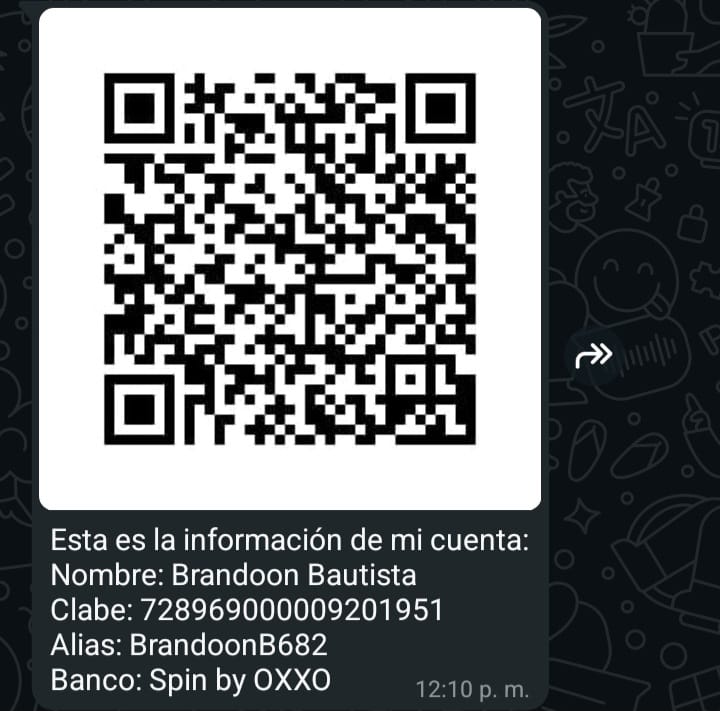 Esta es la información de mi cuenta:
Nombre: Brandoon Bautista
Clabe: 728969000009201951
Alias: BrandoonB682
Banco: Spin by OXXO
12:10 p. m.